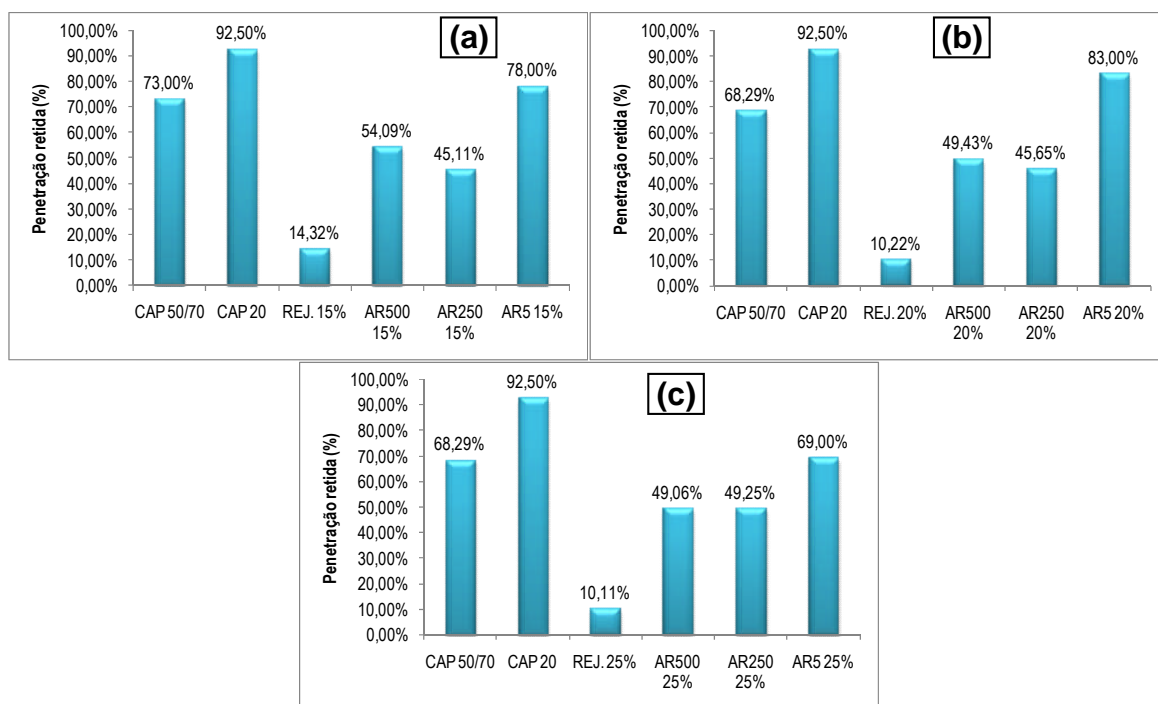 (a)
Penetração retida (%)
100,00%
90,00%
80,00%
70,00%
60,00%
50,00%
40,00%
30,00%
20,00%
10,00%
0,00%
73,00%
92,50%
14,32%
54,09%
45,11%
78,00%
CAP 50/70
CAP 20
REJ. 15%
AR500
15%
AR250
15%
AR5 15%
(b)
Penetração retida (%)
100,00%
90,00%
80,00%
70,00%
60,00%
50,00%
40,00%
30,00%
20,00%
10,00%
0,00%
68,29%
92,50%
10,22%
49,43%
45,65%
83,00%
CAP 50/70
CAP 20
REJ. 20%
AR500
20%
AR250
20%
AR5 20%
(c)
Penetração retida (%)
100,00%
90,00%
80,00%
70,00%
60,00%
50,00%
40,00%
30,00%
20,00%
10,00%
0,00%
68,29%
92,50%
10,11%
49,06%
49,25%
69,00%
CAP 50/70
CAP 20
REJ. 25%
AR500
25%
AR250
25%
AR5 25%